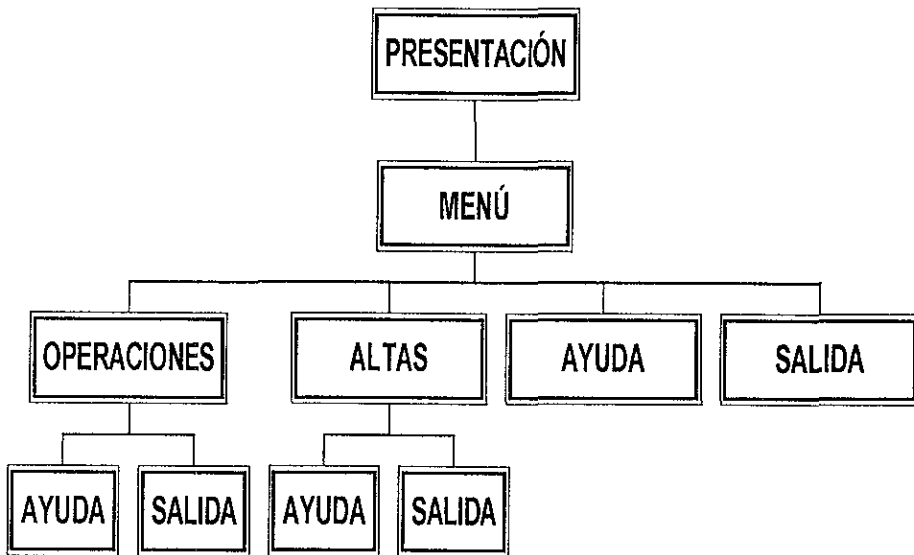 PRESENTACIÓN
MENÚ
OPERACIONES
ALTAS
AYUDA
SALIDA
AYUDA
SALIDA
AYUDA
SALIDA